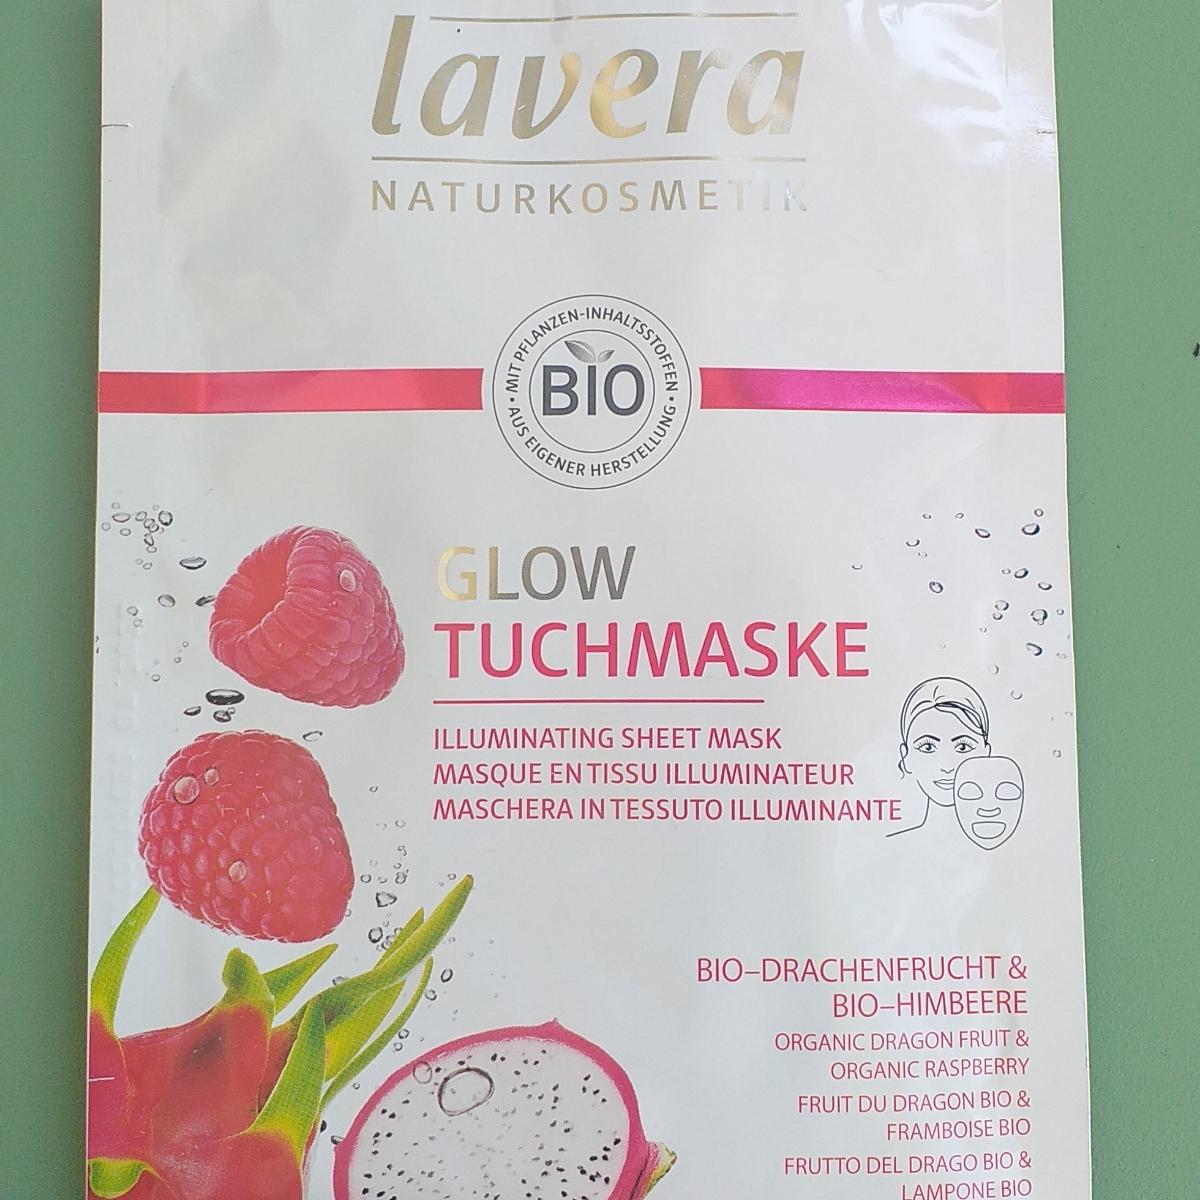 lavera
NATURKOSMETIK
• MIT PFLANZEN-INHALTSSTOFFEN •
BIO
AUS EIGENER HERSTELLUNG
GLOW
TUCHMASKE
ILLUMINATING SHEET MASK
MASQUE EN TISSU ILLUMINATEUR
MASCHERA IN TESSUTO ILLUMINANTE
BIO–DRACHENFRUCHT &
BIO–HIMBEERE
ORGANIC DRAGON FRUIT &
ORGANIC RASPBERRY
FRUIT DU DRAGON BIO &
FRAMBOISE BIO
FRUTTO DEL DRAGO BIO &
LAMPONE BIO